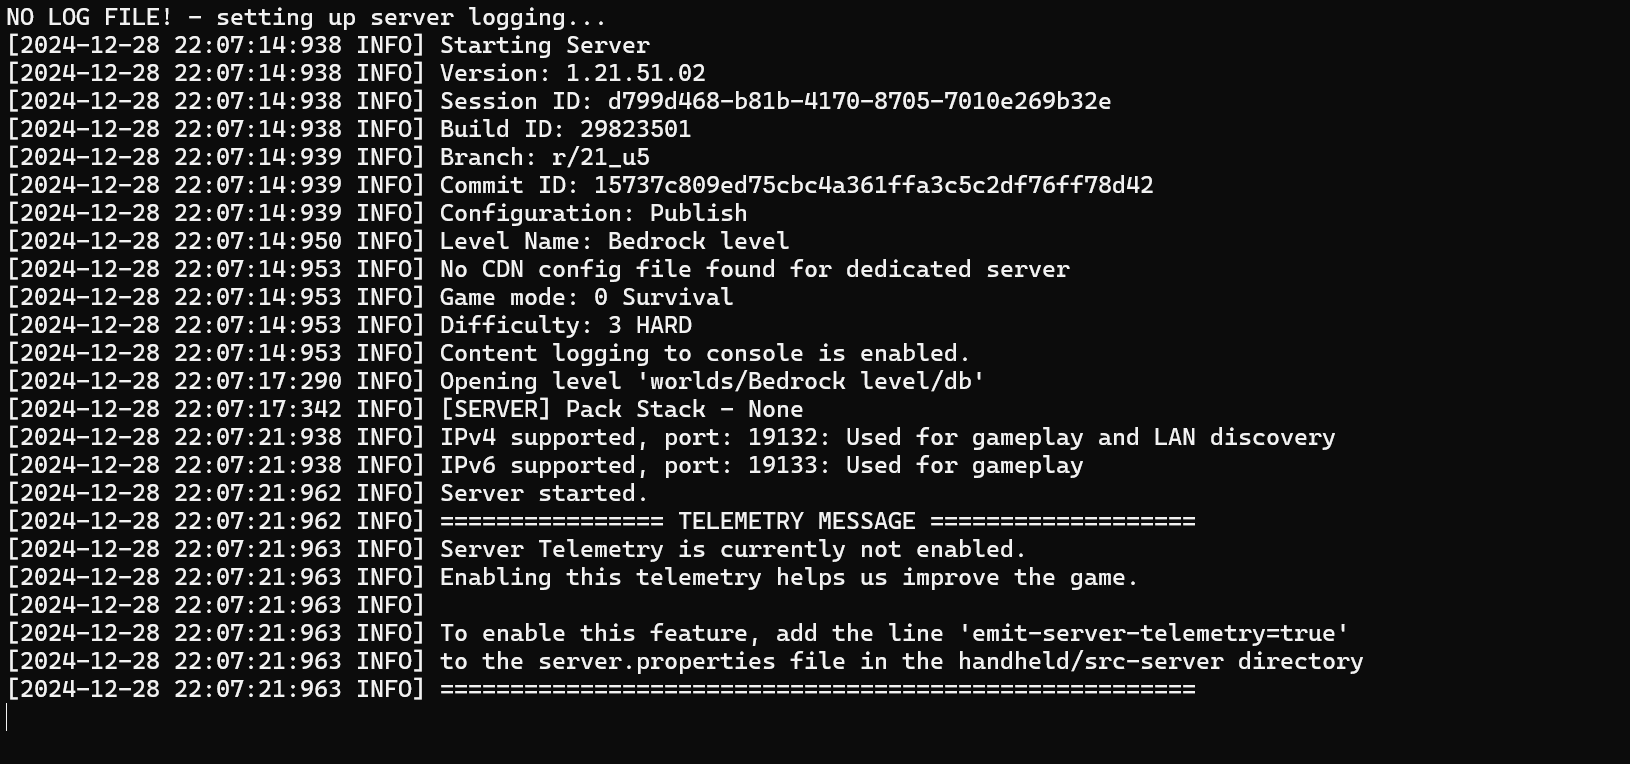 NO LOG FILE! - setting up server logging...
[2024-12-28 22:07:14:938 INFO] Starting Server
[2024-12-28 22:07:14:938 INFO] Version: 1.21.51.02
[2024-12-28 22:07:14:938 INFO] Session ID: d799d468-b81b-4170-8705-7010e269b32e
[2024-12-28 22:07:14:938 INFO] Build ID: 29823501
[2024-12-28 22:07:14:939 INFO] Branch: r/21_u5
[2024-12-28 22:07:14:939 INFO] Commit ID: 15737c809ed75cbc4a361ffa3c5c2df76ff78d42
[2024-12-28 22:07:14:939 INFO] Configuration: Publish
[2024-12-28 22:07:14:950 INFO] Level Name: Bedrock level
[2024-12-28 22:07:14:953 INFO] No CDN config file found for dedicated server
[2024-12-28 22:07:14:953 INFO] Game mode: 0 Survival
[2024-12-28 22:07:14:953 INFO] Difficulty: 3 HARD
[2024-12-28 22:07:14:953 INFO] Content logging to console is enabled.
[2024-12-28 22:07:17:290 INFO] Opening level 'worlds/Bedrock level/db'
[2024-12-28 22:07:17:342 INFO] [SERVER] Pack Stack - None
[2024-12-28 22:07:21:938 INFO] IPv4 supported, port: 19132: Used for gameplay and LAN discovery
[2024-12-28 22:07:21:938 INFO] IPv6 supported, port: 19133: Used for gameplay
[2024-12-28 22:07:21:962 INFO] Server started.
[2024-12-28 22:07:21:962 INFO] ================ TELEMETRY MESSAGE ===================
[2024-12-28 22:07:21:963 INFO] Server Telemetry is currently not enabled.
[2024-12-28 22:07:21:963 INFO] Enabling this telemetry helps us improve the game.
[2024-12-28 22:07:21:963 INFO]
[2024-12-28 22:07:21:963 INFO] To enable this feature, add the line 'emit-server-telemetry=true'
[2024-12-28 22:07:21:963 INFO] to the server.properties file in the handheld/src-server directory
[2024-12-28 22:07:21:963 INFO] ======================================================